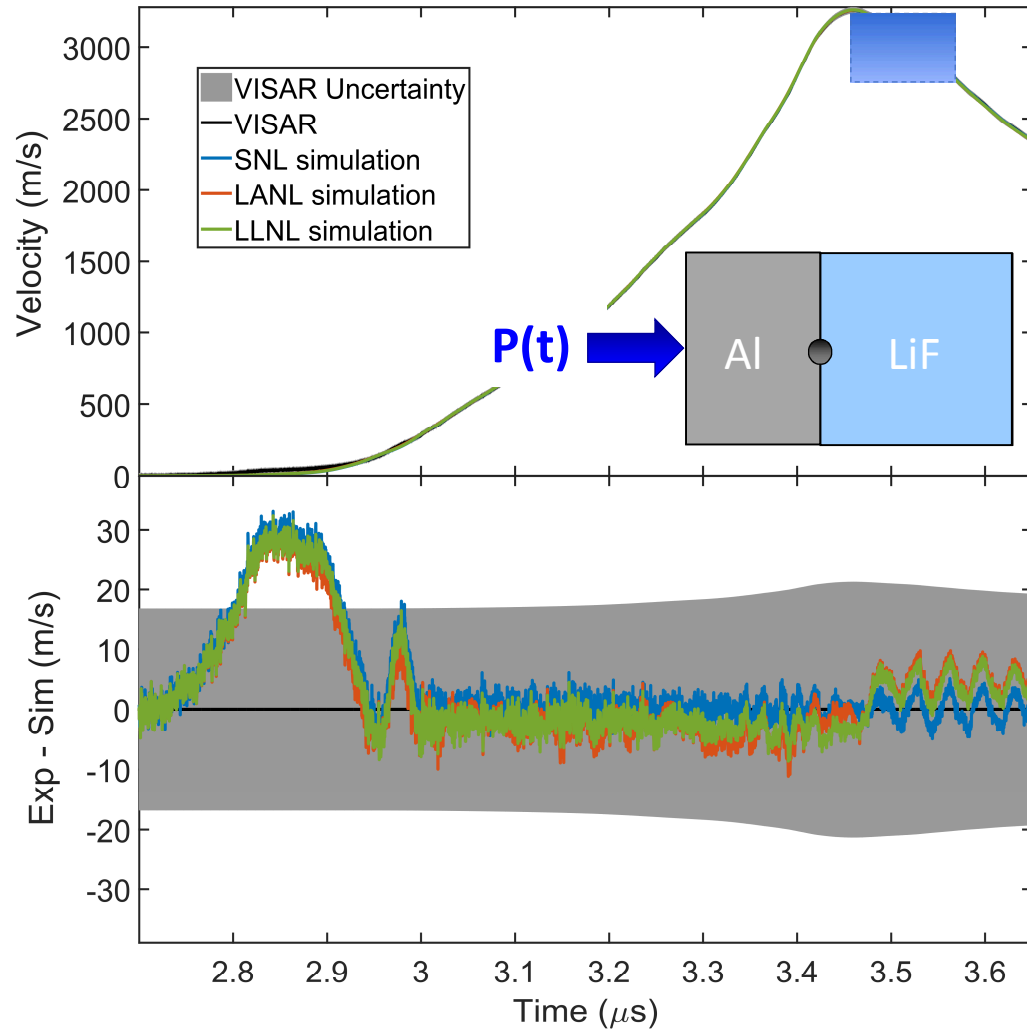 3000
2500
2000
1500
1000
500
0
Velocity (m/s)
VISAR Uncertainty
VISAR
SNL simulation
LANL simulation
LLNL simulation
P(t)
Al
LiF
30
20
10
0
-10
-20
-30
Exp - Sim (m/s)
2.8 2.9 3 3.1 3.2 3.3 3.4 3.5 3.6
Time (μs)